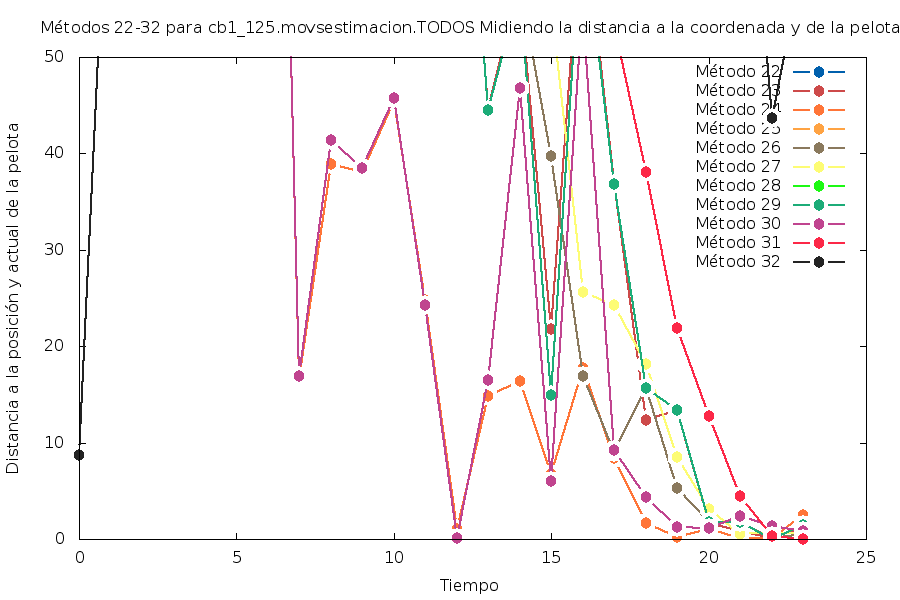 Métodos 22-32 para cb1_125.movsestimacion.TODOS Midiendo la distancia a la coordenada y de la pelota
Distancia a la posición y actual de la pelota
50
40
30
20
10
0
0
5
10
15
20
25
Tiempo
Método 22
Método 23
Método 24
Método 25
Método 26
Método 27
Método 28
Método 29
Método 30
Método 31
Método 32